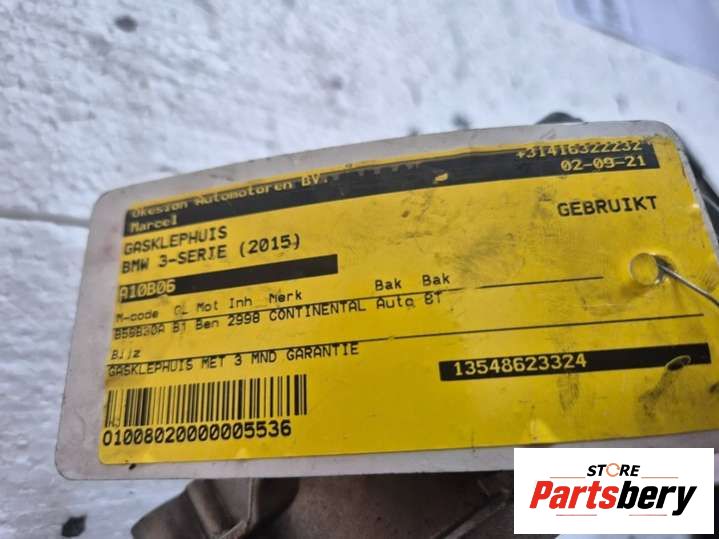 Okesion Automotoren BV. +31416322232
Marcel 02-09-21
GASKLEPHUIS GEBRUIKT
BMW 3-SERIE (2015)
A10B06
M-code CL Mot Inh Merk Bak Bak
B58B30A B1 Ben 2998 CONTINENTAL Auto 8T
Bijz
GASKLEPHUIS MET 3 MND GARANTIE 13548623324
01008020000005536
STORE
Partsbery